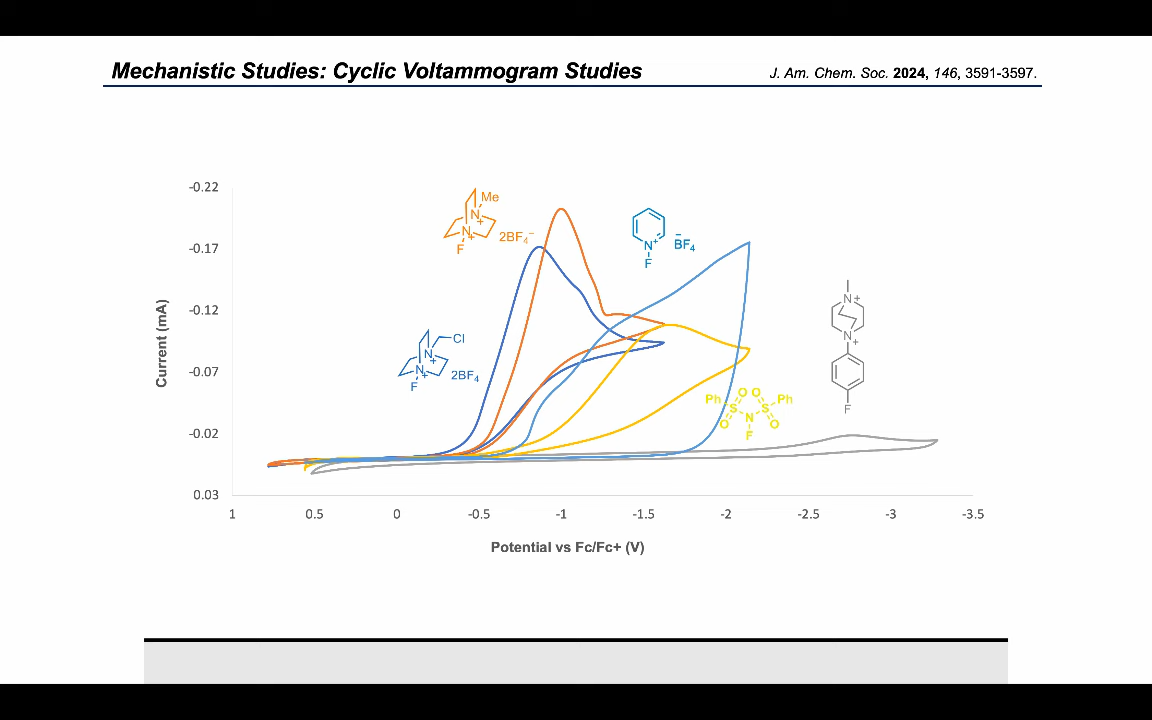 Mechanistic Studies: Cyclic Voltammogram Studies
J. Am. Chem. Soc. 2024, 146, 3591-3597.
-0.22
-0.17
-0.12
-0.07
-0.02
0.03
Current (mA)
1 0.5 0 -0.5 -1 -1.5 -2 -2.5 -3 -3.5
Potential vs Fc/Fc+ (V)
Me
N
+
N
+
F
2BF4−
N+
F
−
BF4
Cl
N
+
N
+
F
2BF4
N+
N
+
F
O O
Ph S S Ph
O N O
F